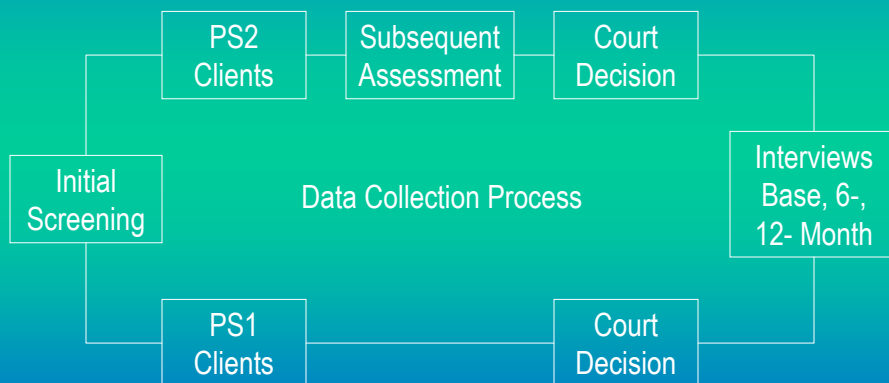 PS2
Clients
Subsequent
Assessment
Court
Decision
Initial
Screening
Data Collection Process
Interviews
Base, 6-,
12- Month
PS1
Clients
Court
Decision